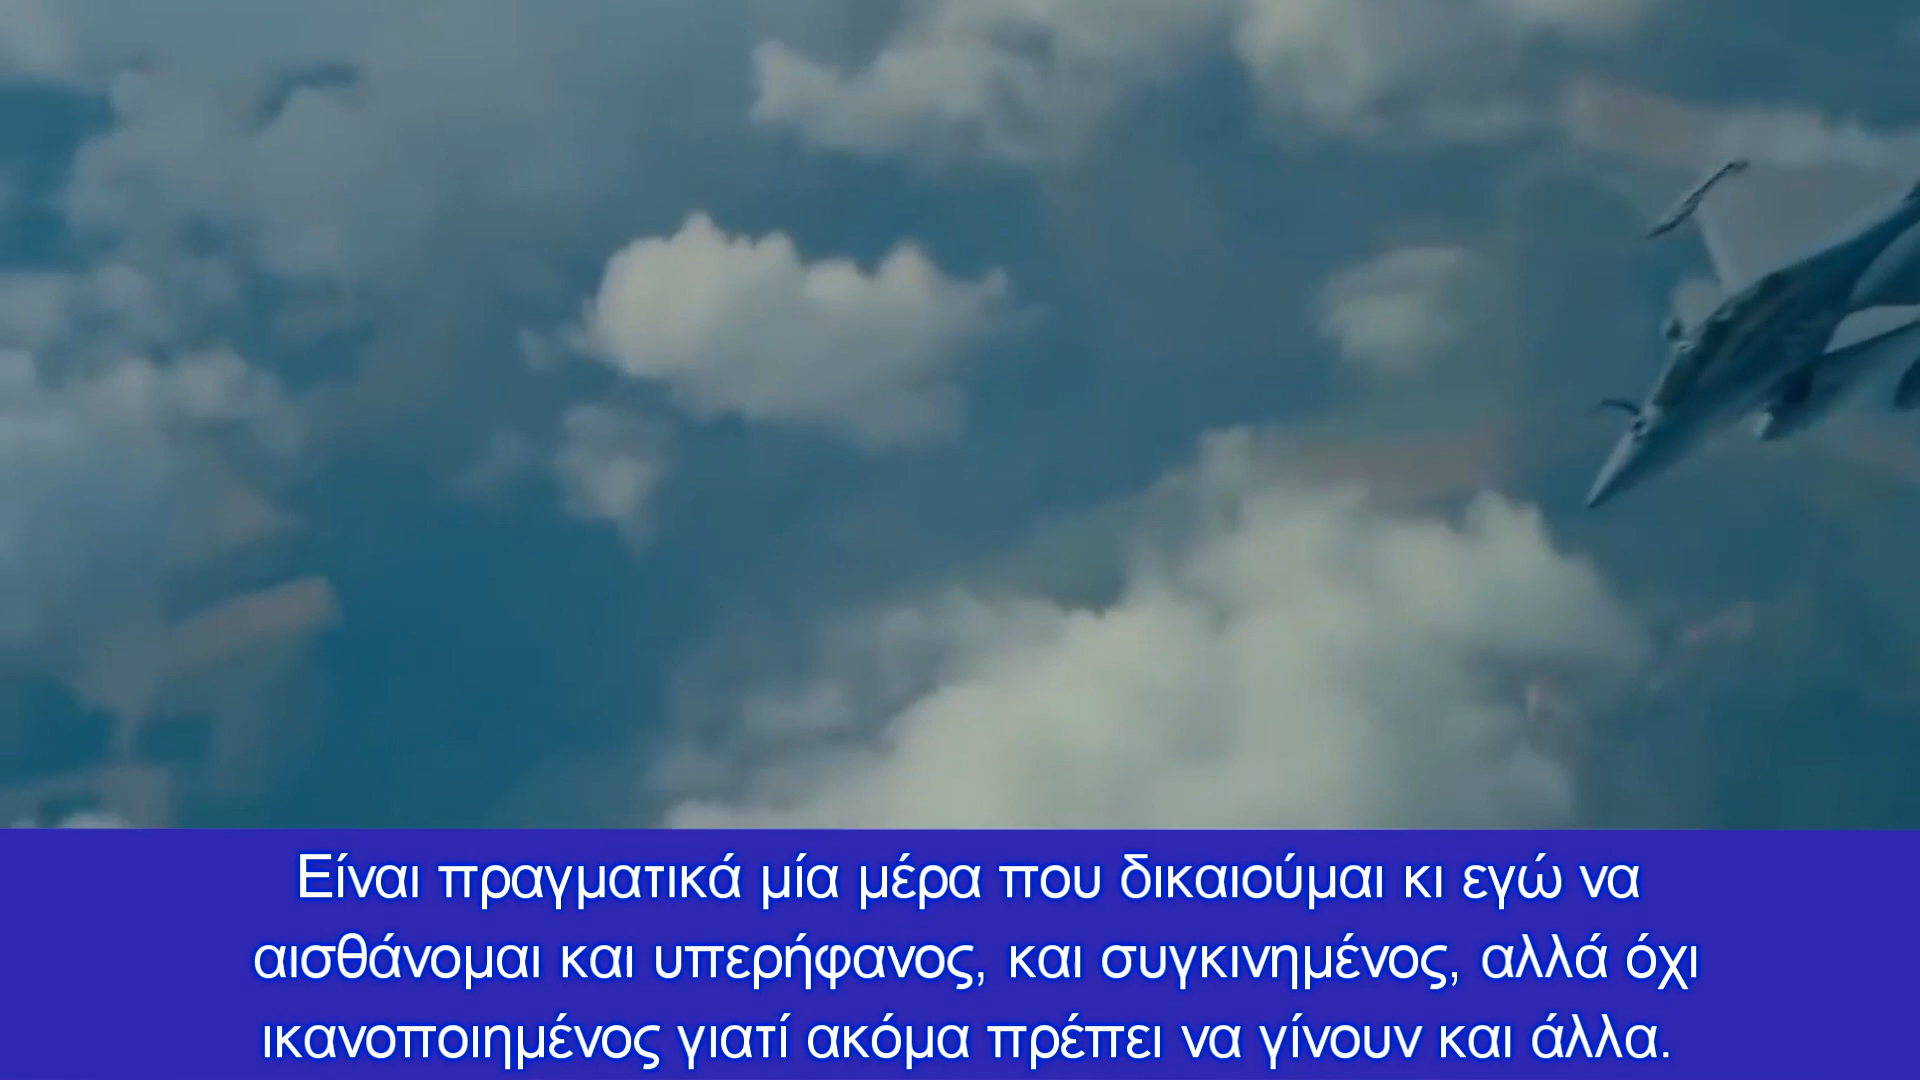 Είναι πραγματικά μία μέρα που δικαιούμαι κι εγώ να
αισθάνομαι και υπερήφανος, και συγκινημένος, αλλά όχι
ικανοποιημένος γιατί ακόμα πρέπει να γίνουν και άλλα.